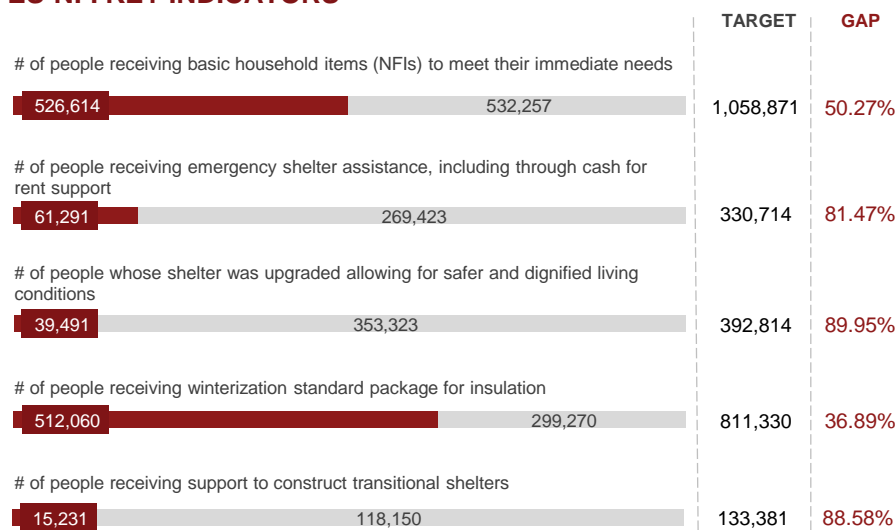 TARGET GAP
# of people receiving basic household items (NFIs) to meet their immediate needs
526,614 532,257 1,058,871 50.27%
# of people receiving emergency shelter assistance, including through cash for
rent support
61,291 269,423 330,714 81.47%
# of people whose shelter was upgraded allowing for safer and dignified living
conditions
39,491 353,323 392,814 89.95%
# of people receiving winterization standard package for insulation
512,060 299,270 811,330 36.89%
# of people receiving support to construct transitional shelters
15,231 118,150 133,381 88.58%